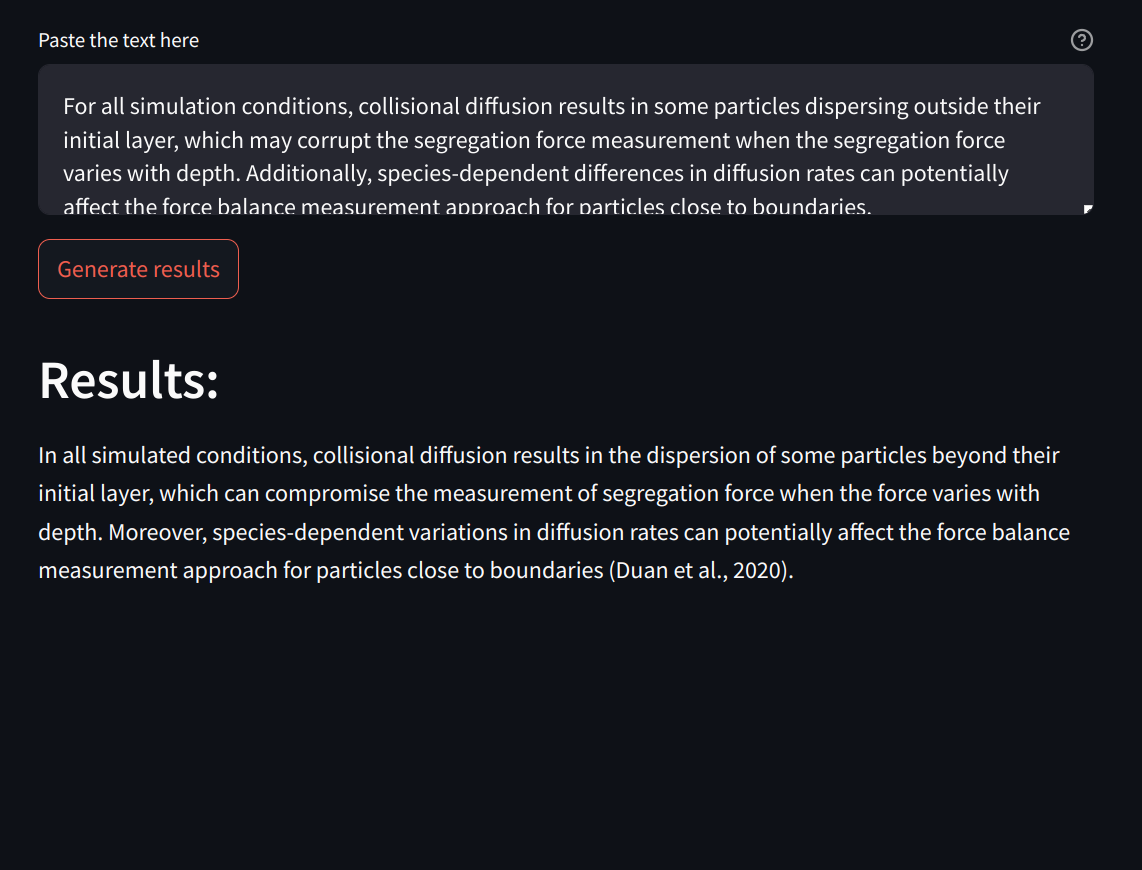 Paste the text here
For all simulation conditions, collisional diffusion results in some particles dispersing outside their
initial layer, which may corrupt the segregation force measurement when the segregation force
varies with depth. Additionally, species-dependent differences in diffusion rates can potentially
affect the force balance measurement approach for particles close to boundaries.
Generate results
Results:
In all simulated conditions, collisional diffusion results in the dispersion of some particles beyond their
initial layer, which can compromise the measurement of segregation force when the force varies with
depth. Moreover, species-dependent variations in diffusion rates can potentially affect the force balance
measurement approach for particles close to boundaries (Duan et al., 2020).